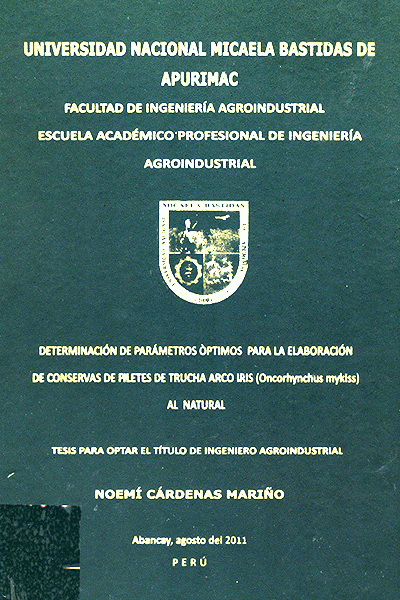 UNIVERSIDAD NACIONAL MICAELA BASTIDAS DE
APURIMAC
FACULTAD DE INGENIERÍA AGROINDUSTRIAL
ESCUELA ACADÉMICO PROFESIONAL DE INGENIERÍA
AGROINDUSTRIAL
MICAELA BASTIDAS
DETERMINACIÓN DE PARÁMETROS ÒPTIMOS PARA LA ELABORACIÓN
DE CONSERVAS DE FILETES DE TRUCHA ARCO IRIS (Oncorhynchus mykiss)
AL NATURAL
TESIS PARA OPTAR EL TÍTULO DE INGENIERO AGROINDUSTRIAL
NOEMÍ CÁRDENAS MARIÑO
Abancay, agosto del 2011
PERÚ